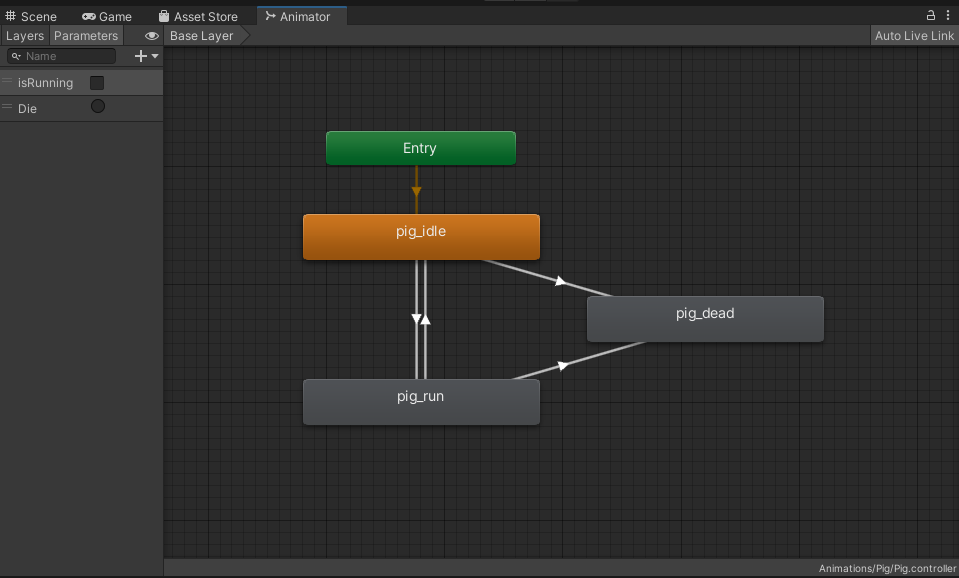 Scene Game Asset Store Animator
Layers Parameters Base Layer Auto Live Link
Name
isRunning
Die
Entry
pig_idle
pig_dead
pig_run
Animations/Pig/Pig.controller